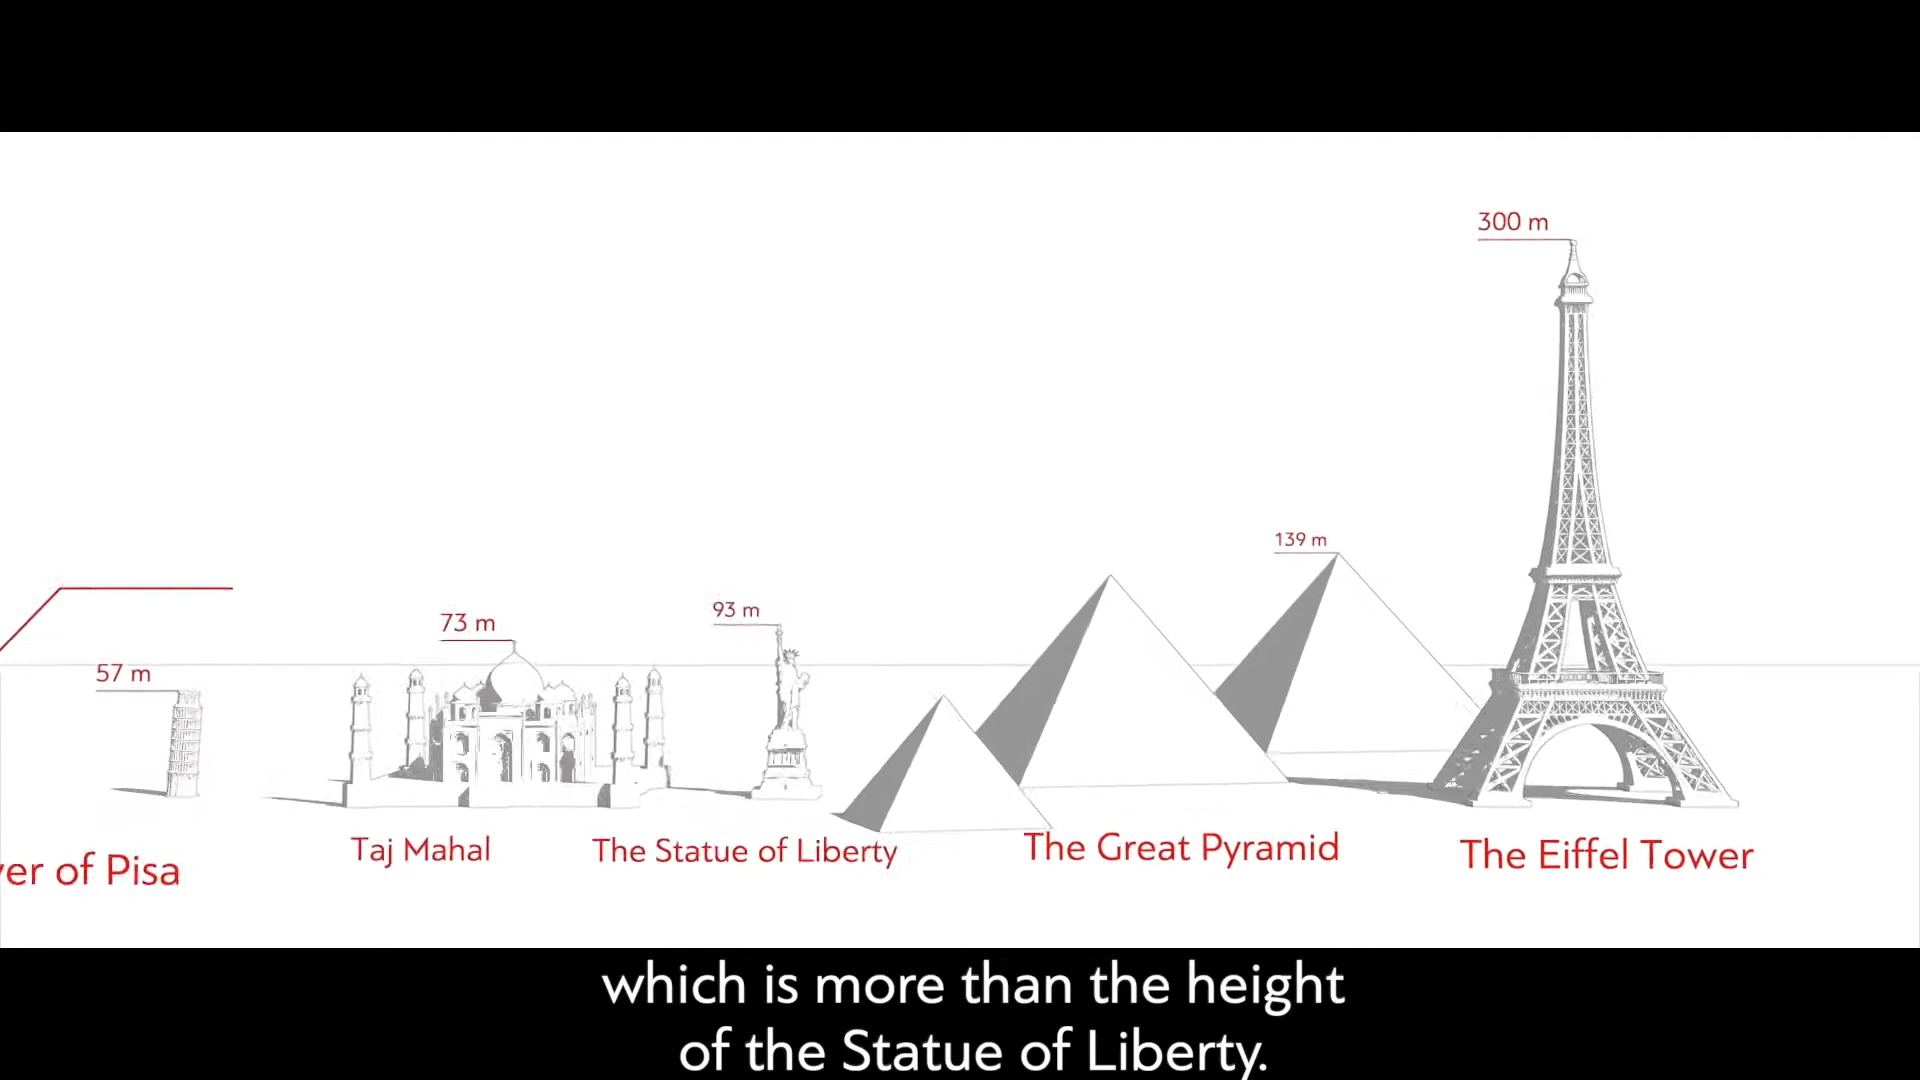 300 m
139 m
93 m
73 m
57 m
ver of Pisa
Taj Mahal
The Statue of Liberty
The Great Pyramid
The Eiffel Tower
which is more than the height
of the Statue of Liberty.